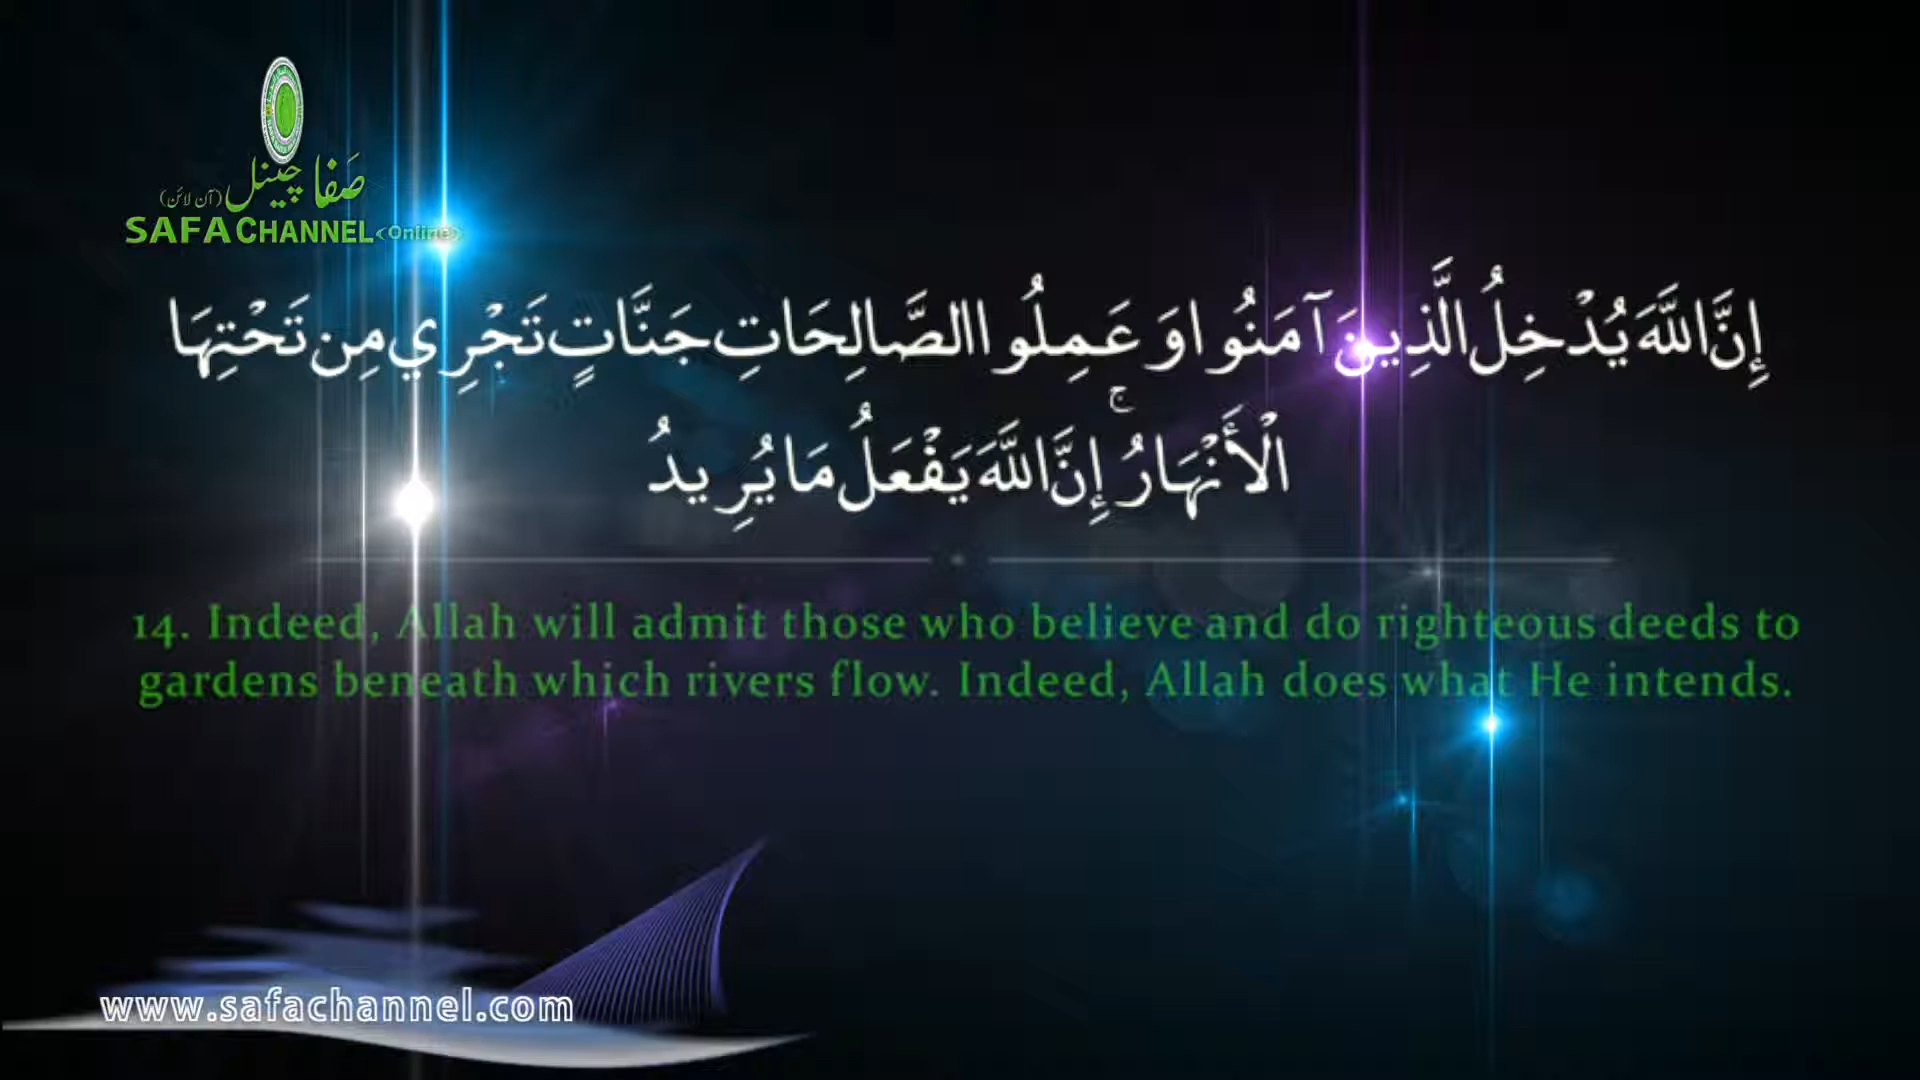 صَفا چینل (آن لائن)
SAFA CHANNEL <Online>
إِنَّ اللَّهَ يُدْخِلُ الَّذِينَ آمَنُوا وَعَمِلُوا الصَّالِحَاتِ جَنَّاتٍ تَجْرِي مِن تَحْتِهَا
الْأَنْهَارُ ۚ إِنَّ اللَّهَ يَفْعَلُ مَا يُرِيدُ
14. Indeed, Allah will admit those who believe and do righteous deeds to
gardens beneath which rivers flow. Indeed, Allah does what He intends.
www.safachannel.com